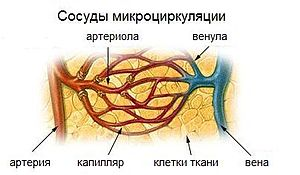 Сосуды микроциркуляции
артериола венула
артерия капилляр клетки ткани вена